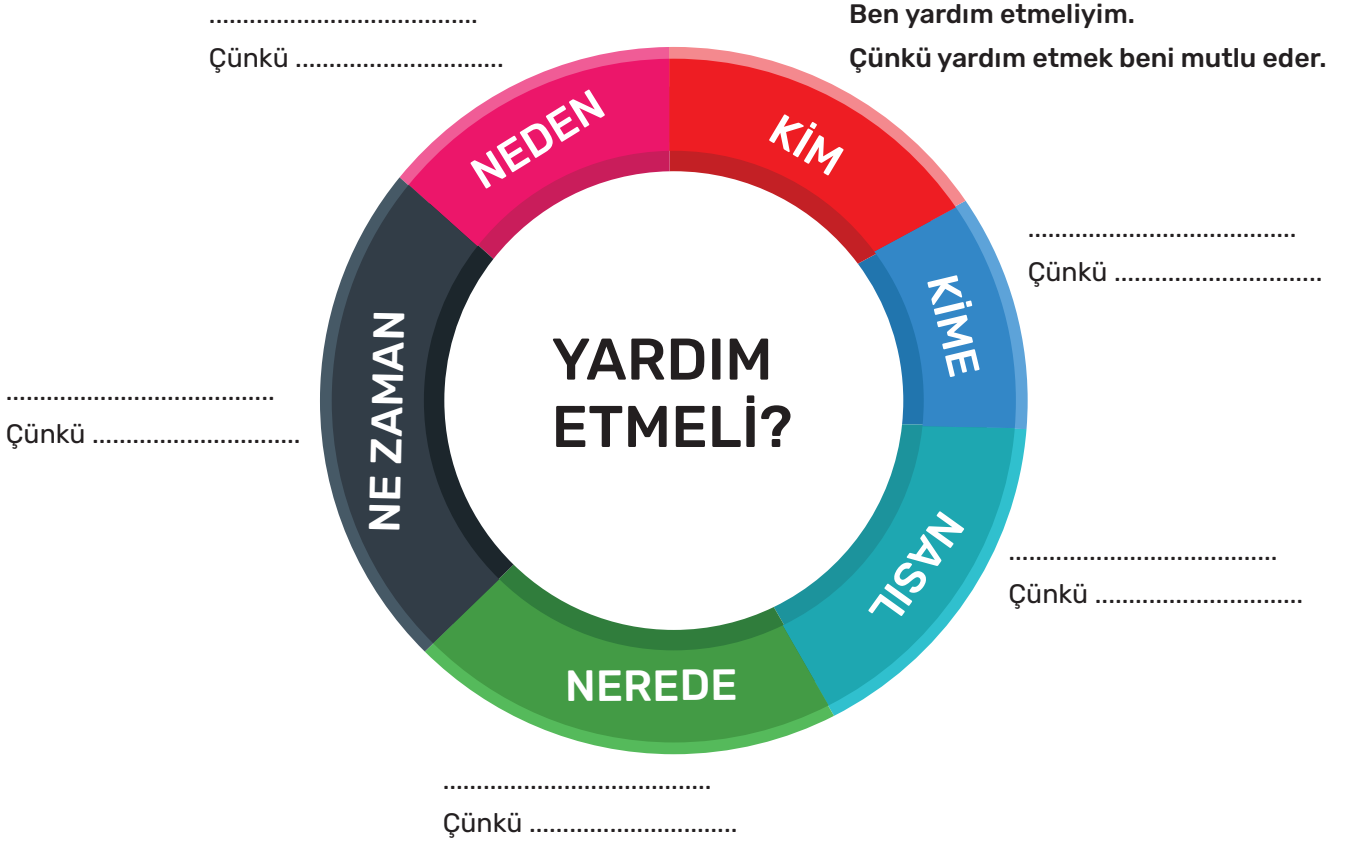 ....................................
Çünkü ............................
Ben yardım etmeliyim.
Çünkü yardım etmek beni mutlu eder.
NEDEN
KİM
KİME
....................................
Çünkü ............................
NE ZAMAN
....................................
Çünkü ............................
YARDIM
ETMELİ?
NASIL
....................................
Çünkü ............................
NEREDE
....................................
Çünkü ............................